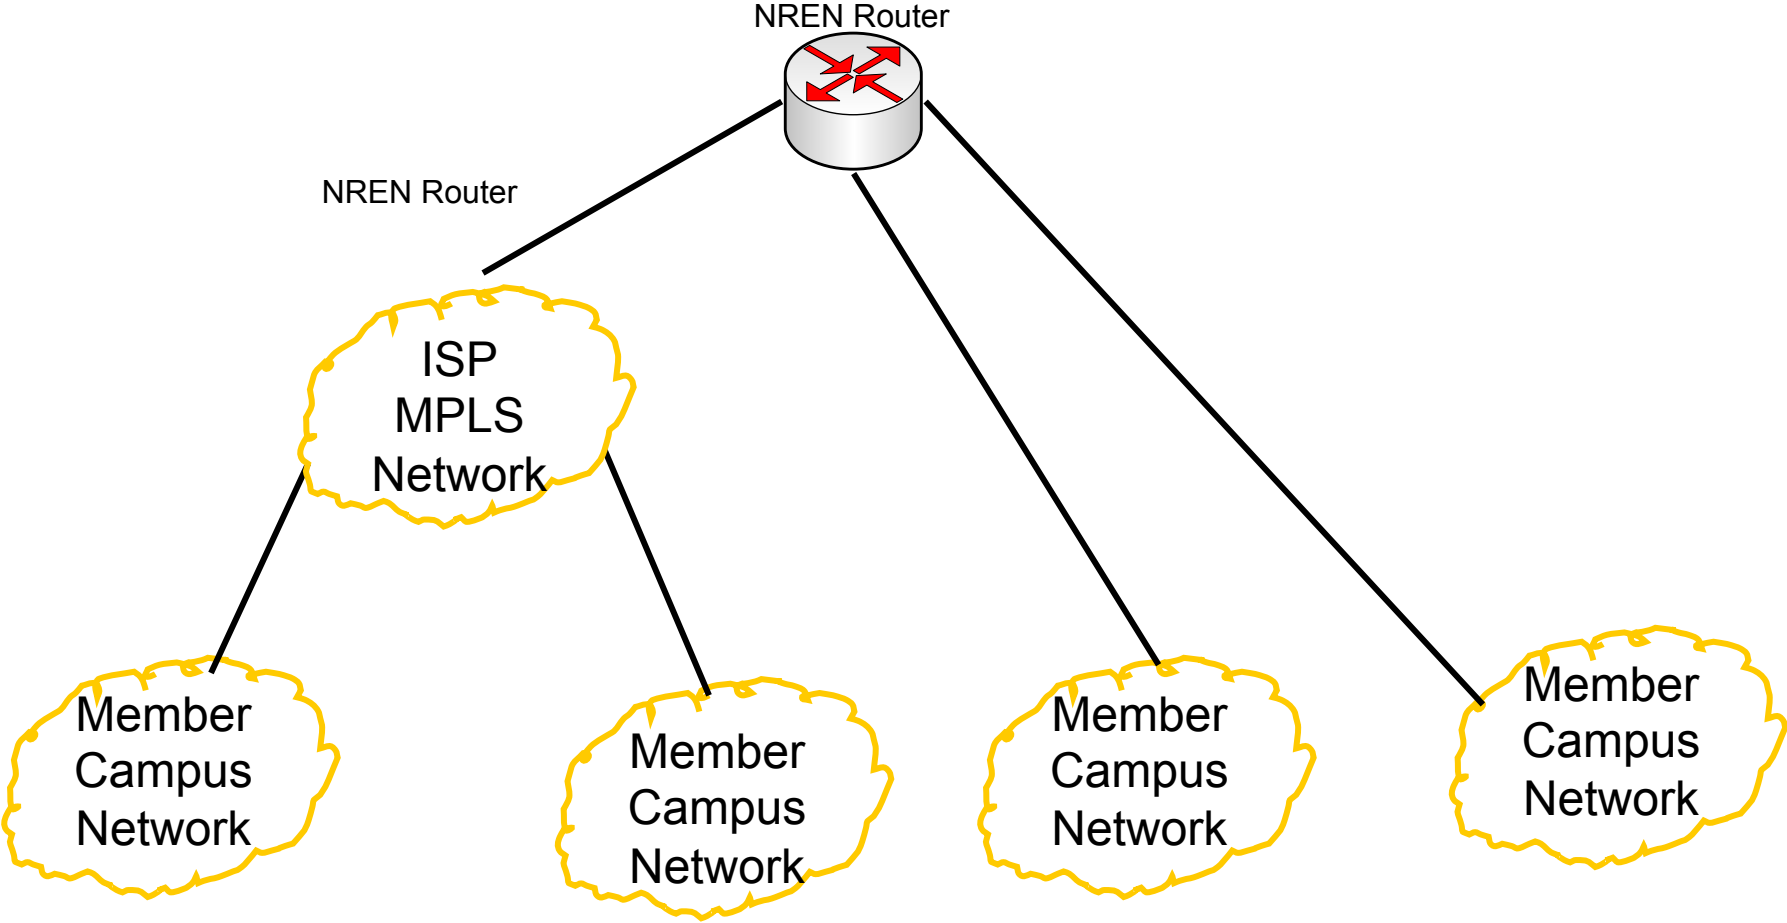 NREN Router
NREN Router
ISP
MPLS
Network
Member
Campus
Network
Member
Campus
Network
Member
Campus
Network
Member
Campus
Network